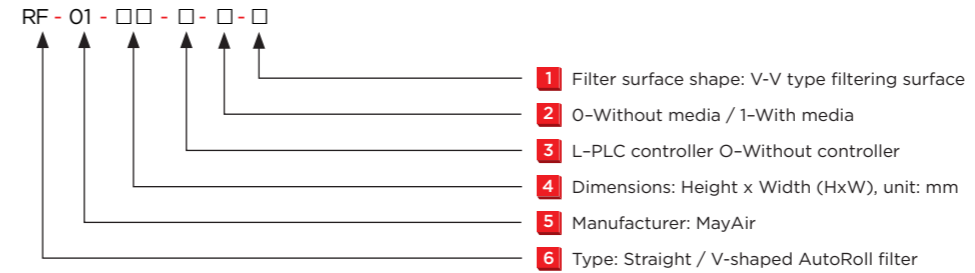 RF - 01 - □□ - □ - □ - □
1 Filter surface shape: V-V type filtering surface
2 0–Without media / 1–With media
3 L–PLC controller O–Without controller
4 Dimensions: Height x Width (HxW), unit: mm
5 Manufacturer: MayAir
6 Type: Straight / V-shaped AutoRoll filter